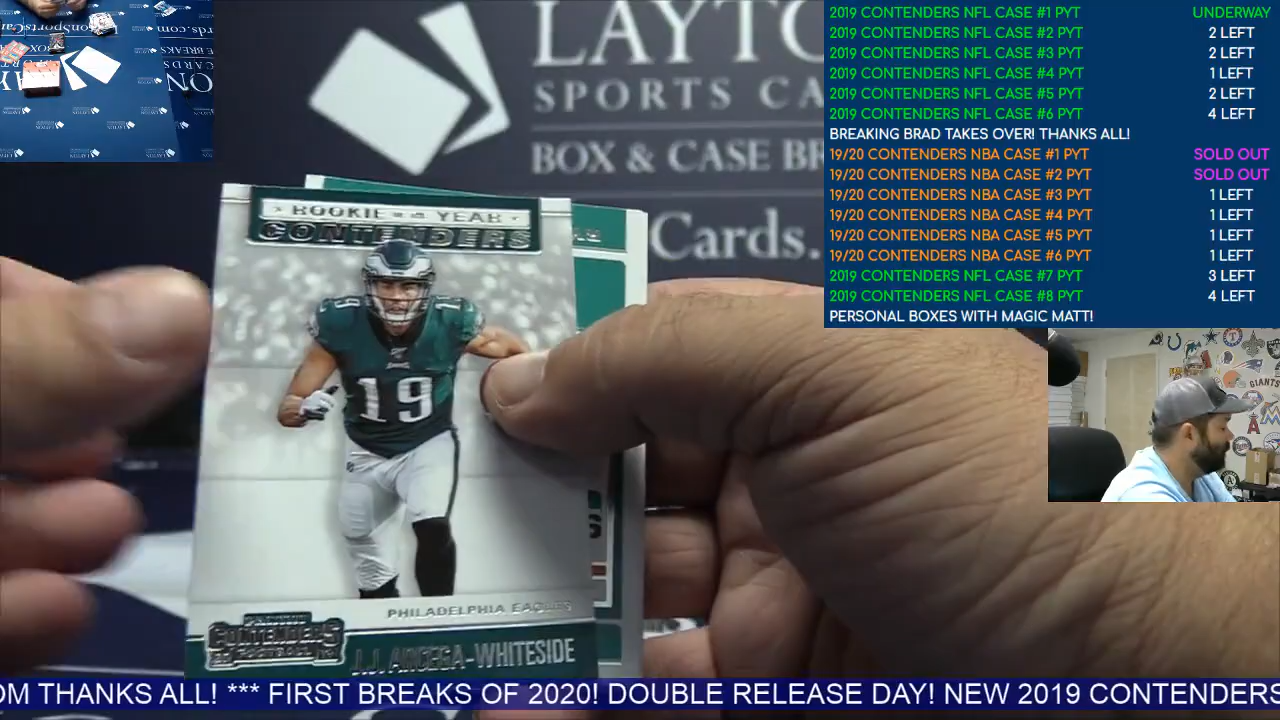 LAYTO
SPORTS CA
BOX & CASE BR
Cards.
ROOKIE OF THE YEAR
CONTENDERS
19
19
PHILADELPHIA EAGLES
PANINI
CONTENDERS
FOOTBALL
J.J. ARCEGA-WHITESIDE
2019 CONTENDERS NFL CASE #1 PYT UNDERWAY
2019 CONTENDERS NFL CASE #2 PYT 2 LEFT
2019 CONTENDERS NFL CASE #3 PYT 2 LEFT
2019 CONTENDERS NFL CASE #4 PYT 1 LEFT
2019 CONTENDERS NFL CASE #5 PYT 2 LEFT
2019 CONTENDERS NFL CASE #6 PYT 4 LEFT
BREAKING BRAD TAKES OVER! THANKS ALL!
19/20 CONTENDERS NBA CASE #1 PYT SOLD OUT
19/20 CONTENDERS NBA CASE #2 PYT SOLD OUT
19/20 CONTENDERS NBA CASE #3 PYT 1 LEFT
19/20 CONTENDERS NBA CASE #4 PYT 1 LEFT
19/20 CONTENDERS NBA CASE #5 PYT 1 LEFT
19/20 CONTENDERS NBA CASE #6 PYT 1 LEFT
2019 CONTENDERS NFL CASE #7 PYT 3 LEFT
2019 CONTENDERS NFL CASE #8 PYT 4 LEFT
PERSONAL BOXES WITH MAGIC MATT!
GIANTS
OM THANKS ALL! *** FIRST BREAKS OF 2020! DOUBLE RELEASE DAY! NEW 2019 CONTENDERS